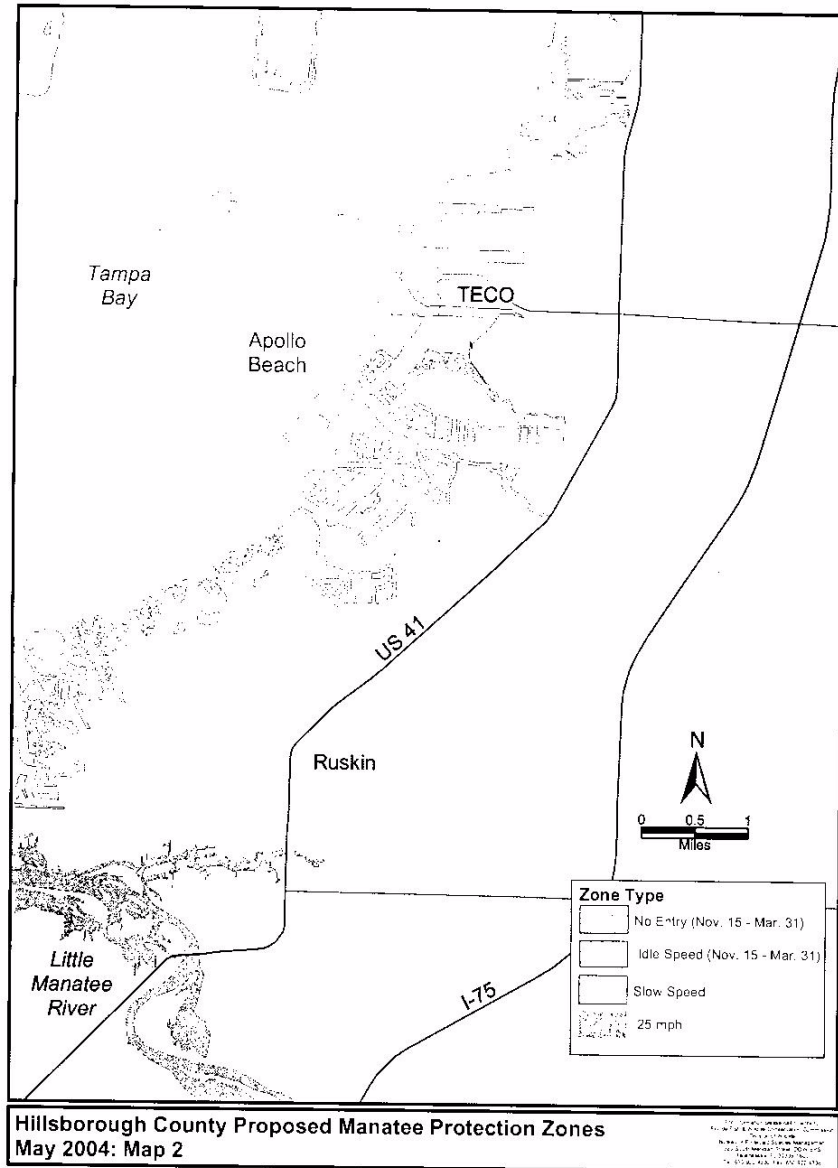 Tampa
Bay
TECO
Apollo
Beach
US 41
Ruskin
N
0 0.5 1
Miles
Zone Type
No Entry (Nov. 15 - Mar. 31)
Idle Speed (Nov. 15 - Mar. 31)
Slow Speed
25 mph
Little
Manatee
River
I-75
Hillsborough County Proposed Manatee Protection Zones
May 2004: Map 2